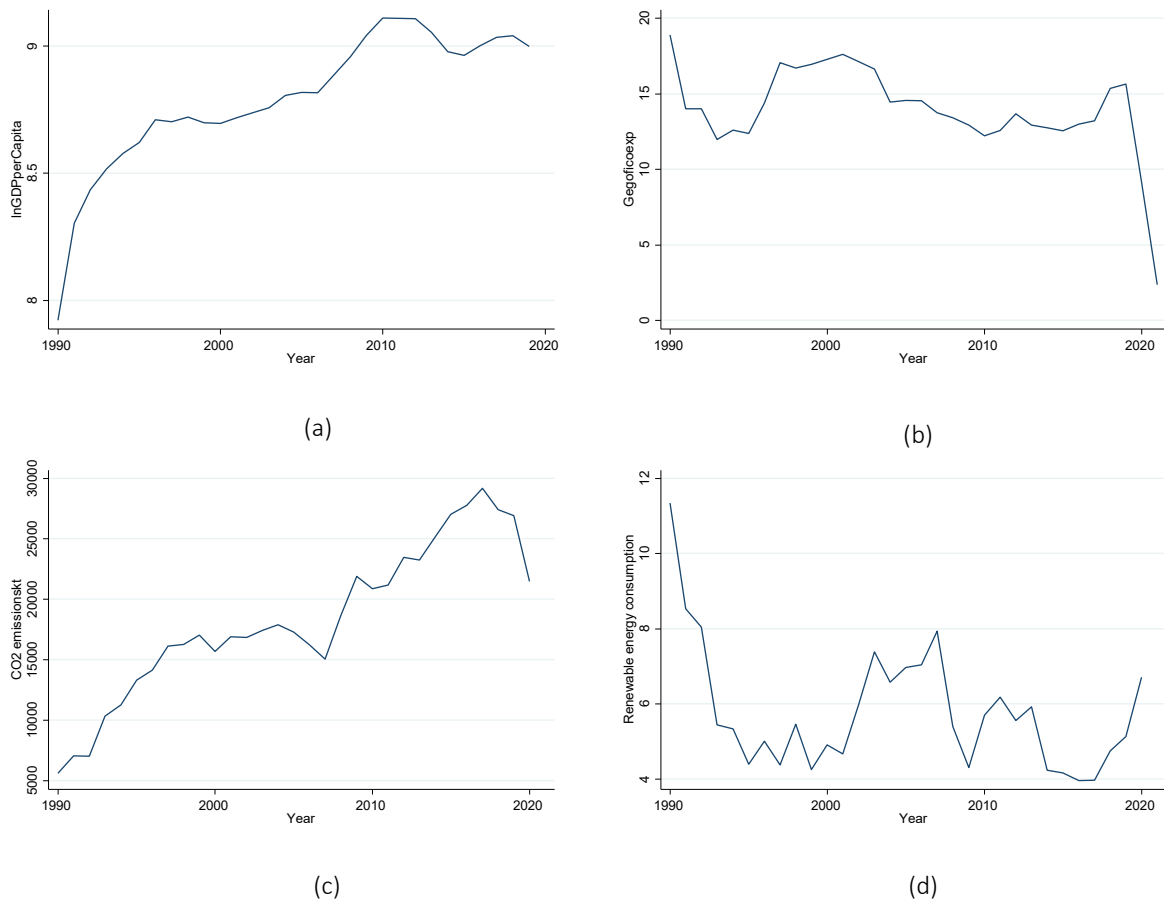 lnGDPperCapita
9
8.5
8
1990
2000
2010
2020
Year
(a)
Gegoficoexp
20
15
10
5
0
1990
2000
2010
2020
Year
(b)
CO2 emissionskt
30000
25000
20000
15000
10000
5000
1990
2000
2010
2020
Year
(c)
Renewable energy consumption
12
10
8
6
4
1990
2000
2010
2020
Year
(d)